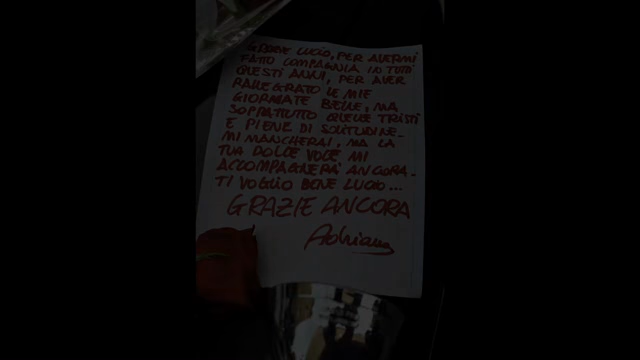 GRAZIE LUCIO, PER AVERMI
FATTO COMPAGNIA IN TUTTI
QUESTI ANNI, PER AVER
RALLEGRATO LE MIE
GIORNATE BELLE, MA
SOPRATTUTTO QUELLE TRISTI
E PIENE DI SOLITUDINE.
MI MANCHERAI, MA LA
TUA DOLCE VOCE MI
ACCOMPAGNERÀ ANCORA.
TI VOGLIO BENE LUCIO...
GRAZIE ANCORA
Adriana